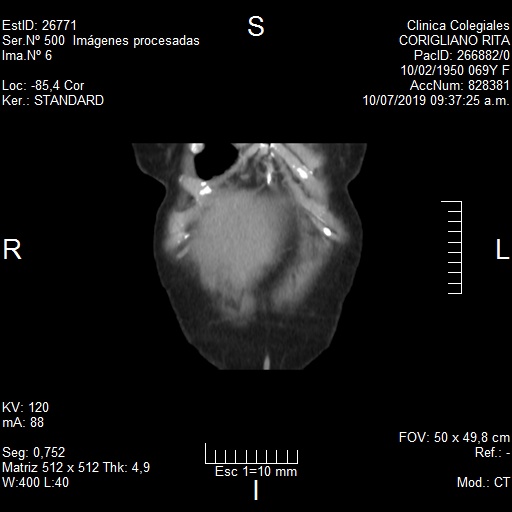 EstID: 26771
Ser.Nº 500 Imágenes procesadas
Ima.Nº 6
Loc: -85,4 Cor
Ker.: STANDARD
S
Clinica Colegiales
CORIGLIANO RITA
PacID: 266882/0
10/02/1950 069Y F
AccNum: 828381
10/07/2019 09:37:25 a.m.
R
L
KV: 120
mA: 88
Seg: 0,752
Matriz 512 x 512 Thk: 4,9
W:400 L:40
Esc 1=10 mm
I
FOV: 50 x 49,8 cm
Ref.: -
Mod.: CT